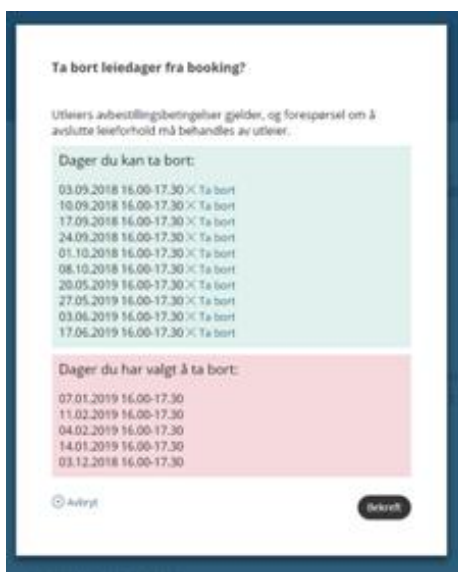 Ta bort leiedager fra booking?
Utleiers avbestillingsbetingelser gjelder, og forespørsel om å
avslutte leieforhold må behandles av utleier.
Dager du kan ta bort:
03.09.2018 16.00-17.30 × Ta bort
10.09.2018 16.00-17.30 × Ta bort
17.09.2018 16.00-17.30 × Ta bort
24.09.2018 16.00-17.30 × Ta bort
01.10.2018 16.00-17.30 × Ta bort
08.10.2018 16.00-17.30 × Ta bort
20.05.2019 16.00-17.30 × Ta bort
27.05.2019 16.00-17.30 × Ta bort
03.06.2019 16.00-17.30 × Ta bort
17.06.2019 16.00-17.30 × Ta bort
Dager du har valgt å ta bort:
07.01.2019 16.00-17.30
11.02.2019 16.00-17.30
04.02.2019 16.00-17.30
14.01.2019 16.00-17.30
03.12.2018 16.00-17.30
Avbryt
Bekreft